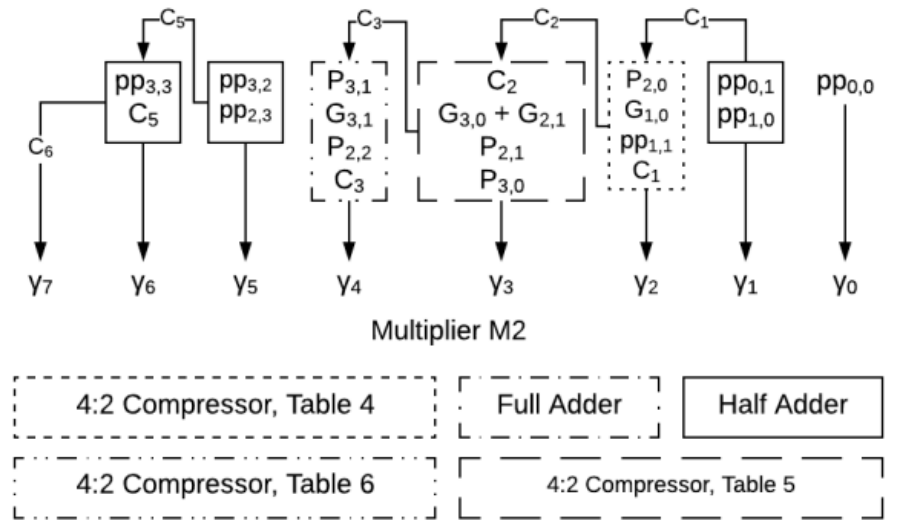 C₅ C₃ C₂ C₁
pp₃,₃ pp₃,₂ P₃,₁ C₂ P₂,₀ pp₀,₁ pp₀,₀
C₅ pp₂,₃ G₃,₁ G₃,₀ + G₂,₁ G₁,₀ pp₁,₀
C₆ P₂,₂ P₂,₁ pp₁,₁
C₃ P₃,₀ C₁
y₇ y₆ y₅ y₄ y₃ y₂ y₁ y₀
Multiplier M2
4:2 Compressor, Table 4 Full Adder Half Adder
4:2 Compressor, Table 6 4:2 Compressor, Table 5